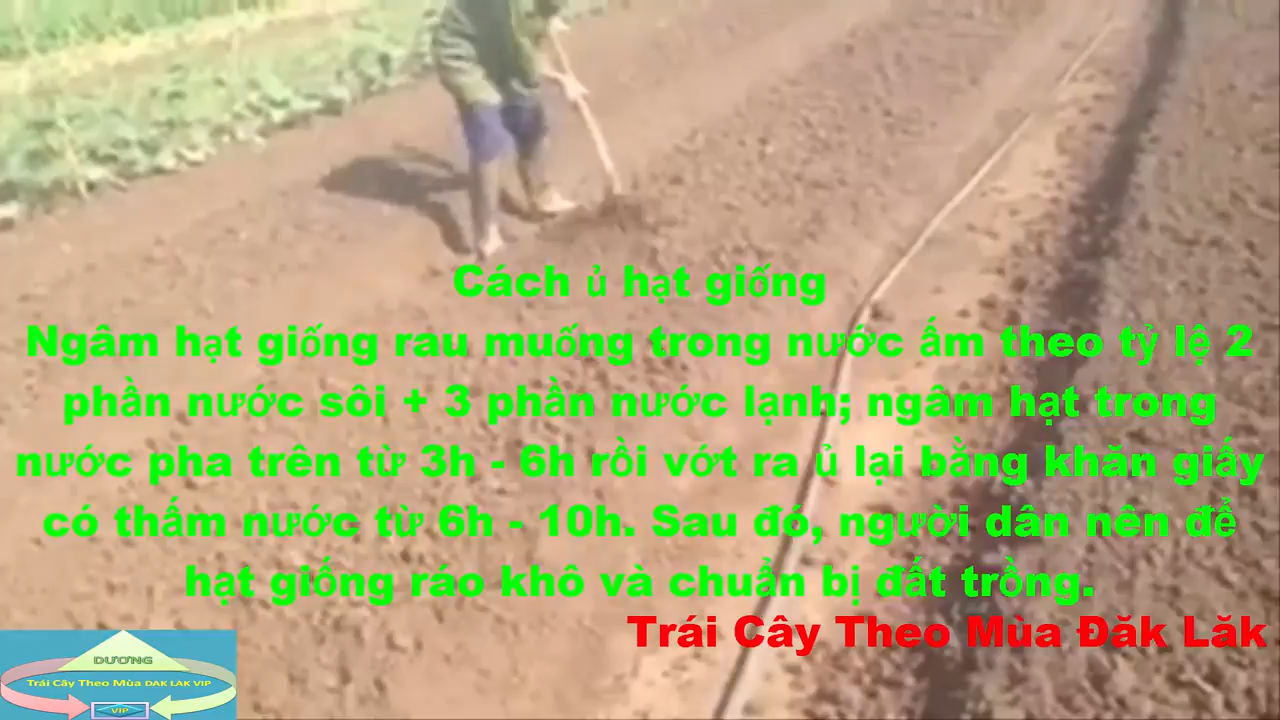 Cách ủ hạt giống
Ngâm hạt giống rau muống trong nước ấm theo tỷ lệ 2
phần nước sôi + 3 phần nước lạnh; ngâm hạt trong
nước pha trên từ 3h - 6h rồi vớt ra ủ lại bằng khăn giấy
có thấm nước từ 6h - 10h. Sau đó, người dân nên để
hạt giống ráo khô và chuẩn bị đất trồng.
Trái Cây Theo Mùa Đăk Lăk
DƯƠNG
Trái Cây Theo Mùa ĐAK LAK VIP
VIP